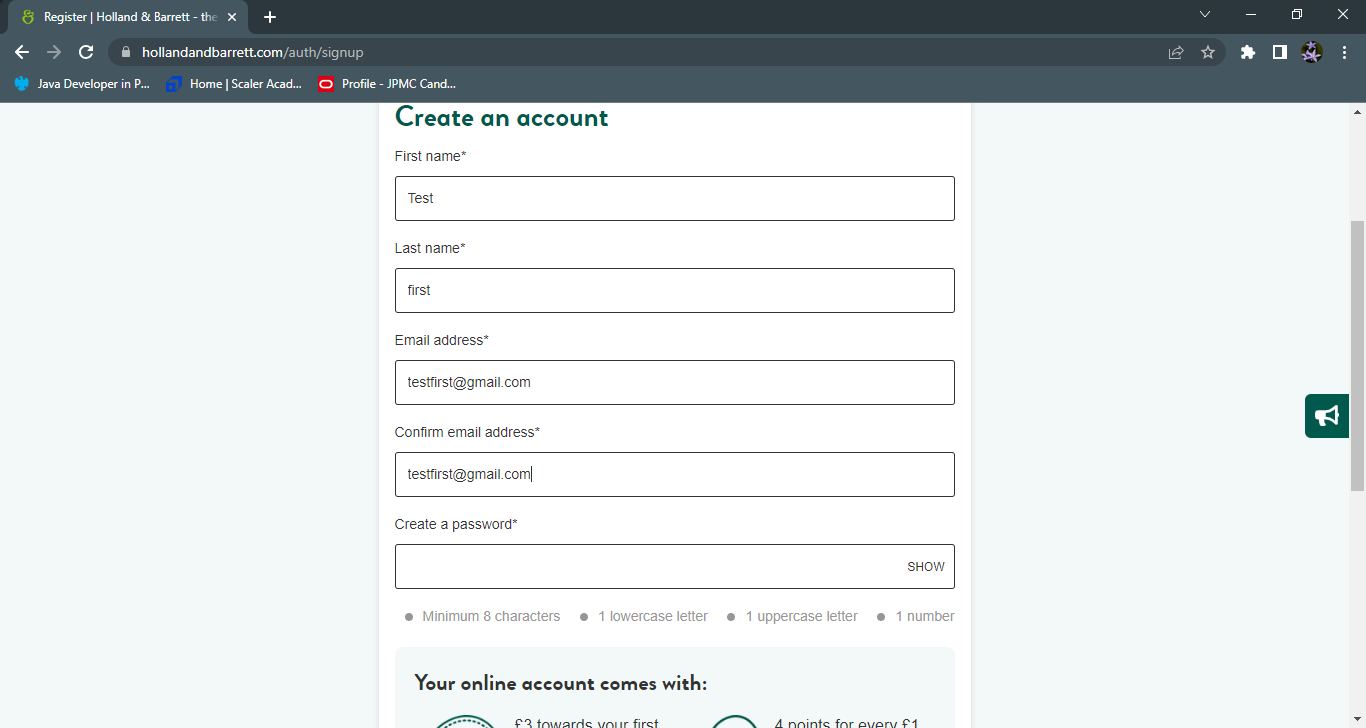 Register | Holland & Barrett - the
hollandandbarrett.com/auth/signup
Java Developer in P...
Home | Scaler Acad...
Profile - JPMC Cand...
Create an account
First name*
Test
Last name*
first
Email address*
testfirst@gmail.com
Confirm email address*
testfirst@gmail.com
Create a password*
SHOW
Minimum 8 characters
1 lowercase letter
1 uppercase letter
1 number
Your online account comes with:
£3 towards your first
4 points for every £1